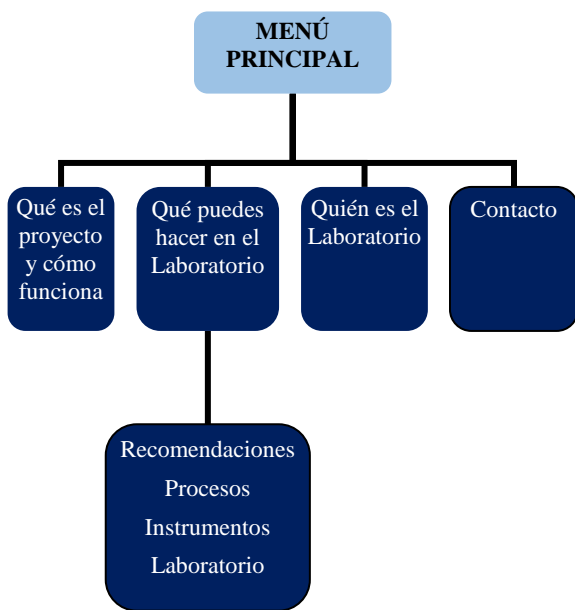 MENÚ
PRINCIPAL
Qué es el
proyecto
y cómo
funciona
Qué puedes
hacer en el
Laboratorio
Quién es el
Laboratorio
Contacto
Recomendaciones
Procesos
Instrumentos
Laboratorio